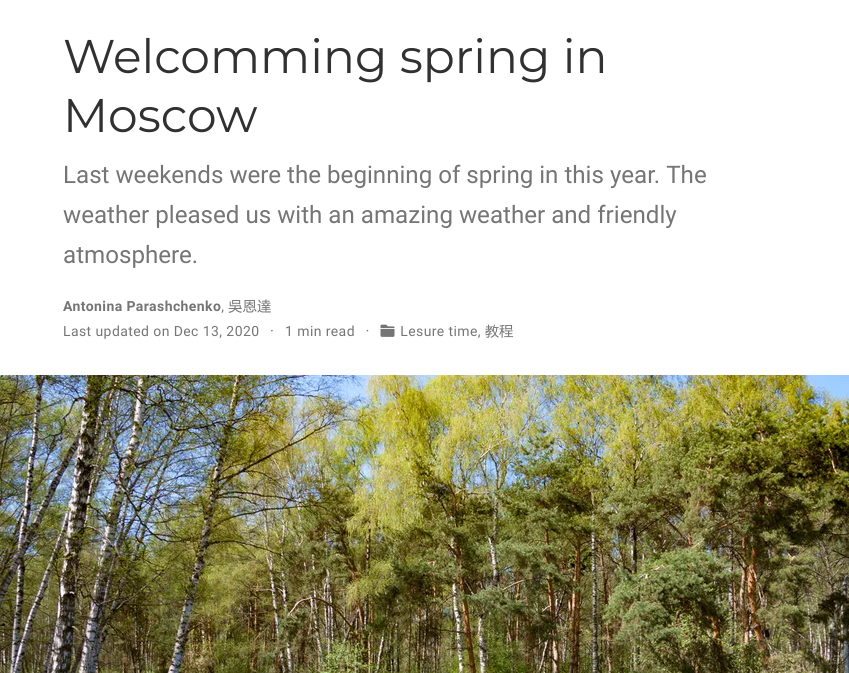 Welcomming spring in
Moscow
Last weekends were the beginning of spring in this year. The
weather pleased us with an amazing weather and friendly
atmosphere.
Antonina Parashchenko, 吳恩達
Last updated on Dec 13, 2020 · 1 min read · Lesure time, 教程